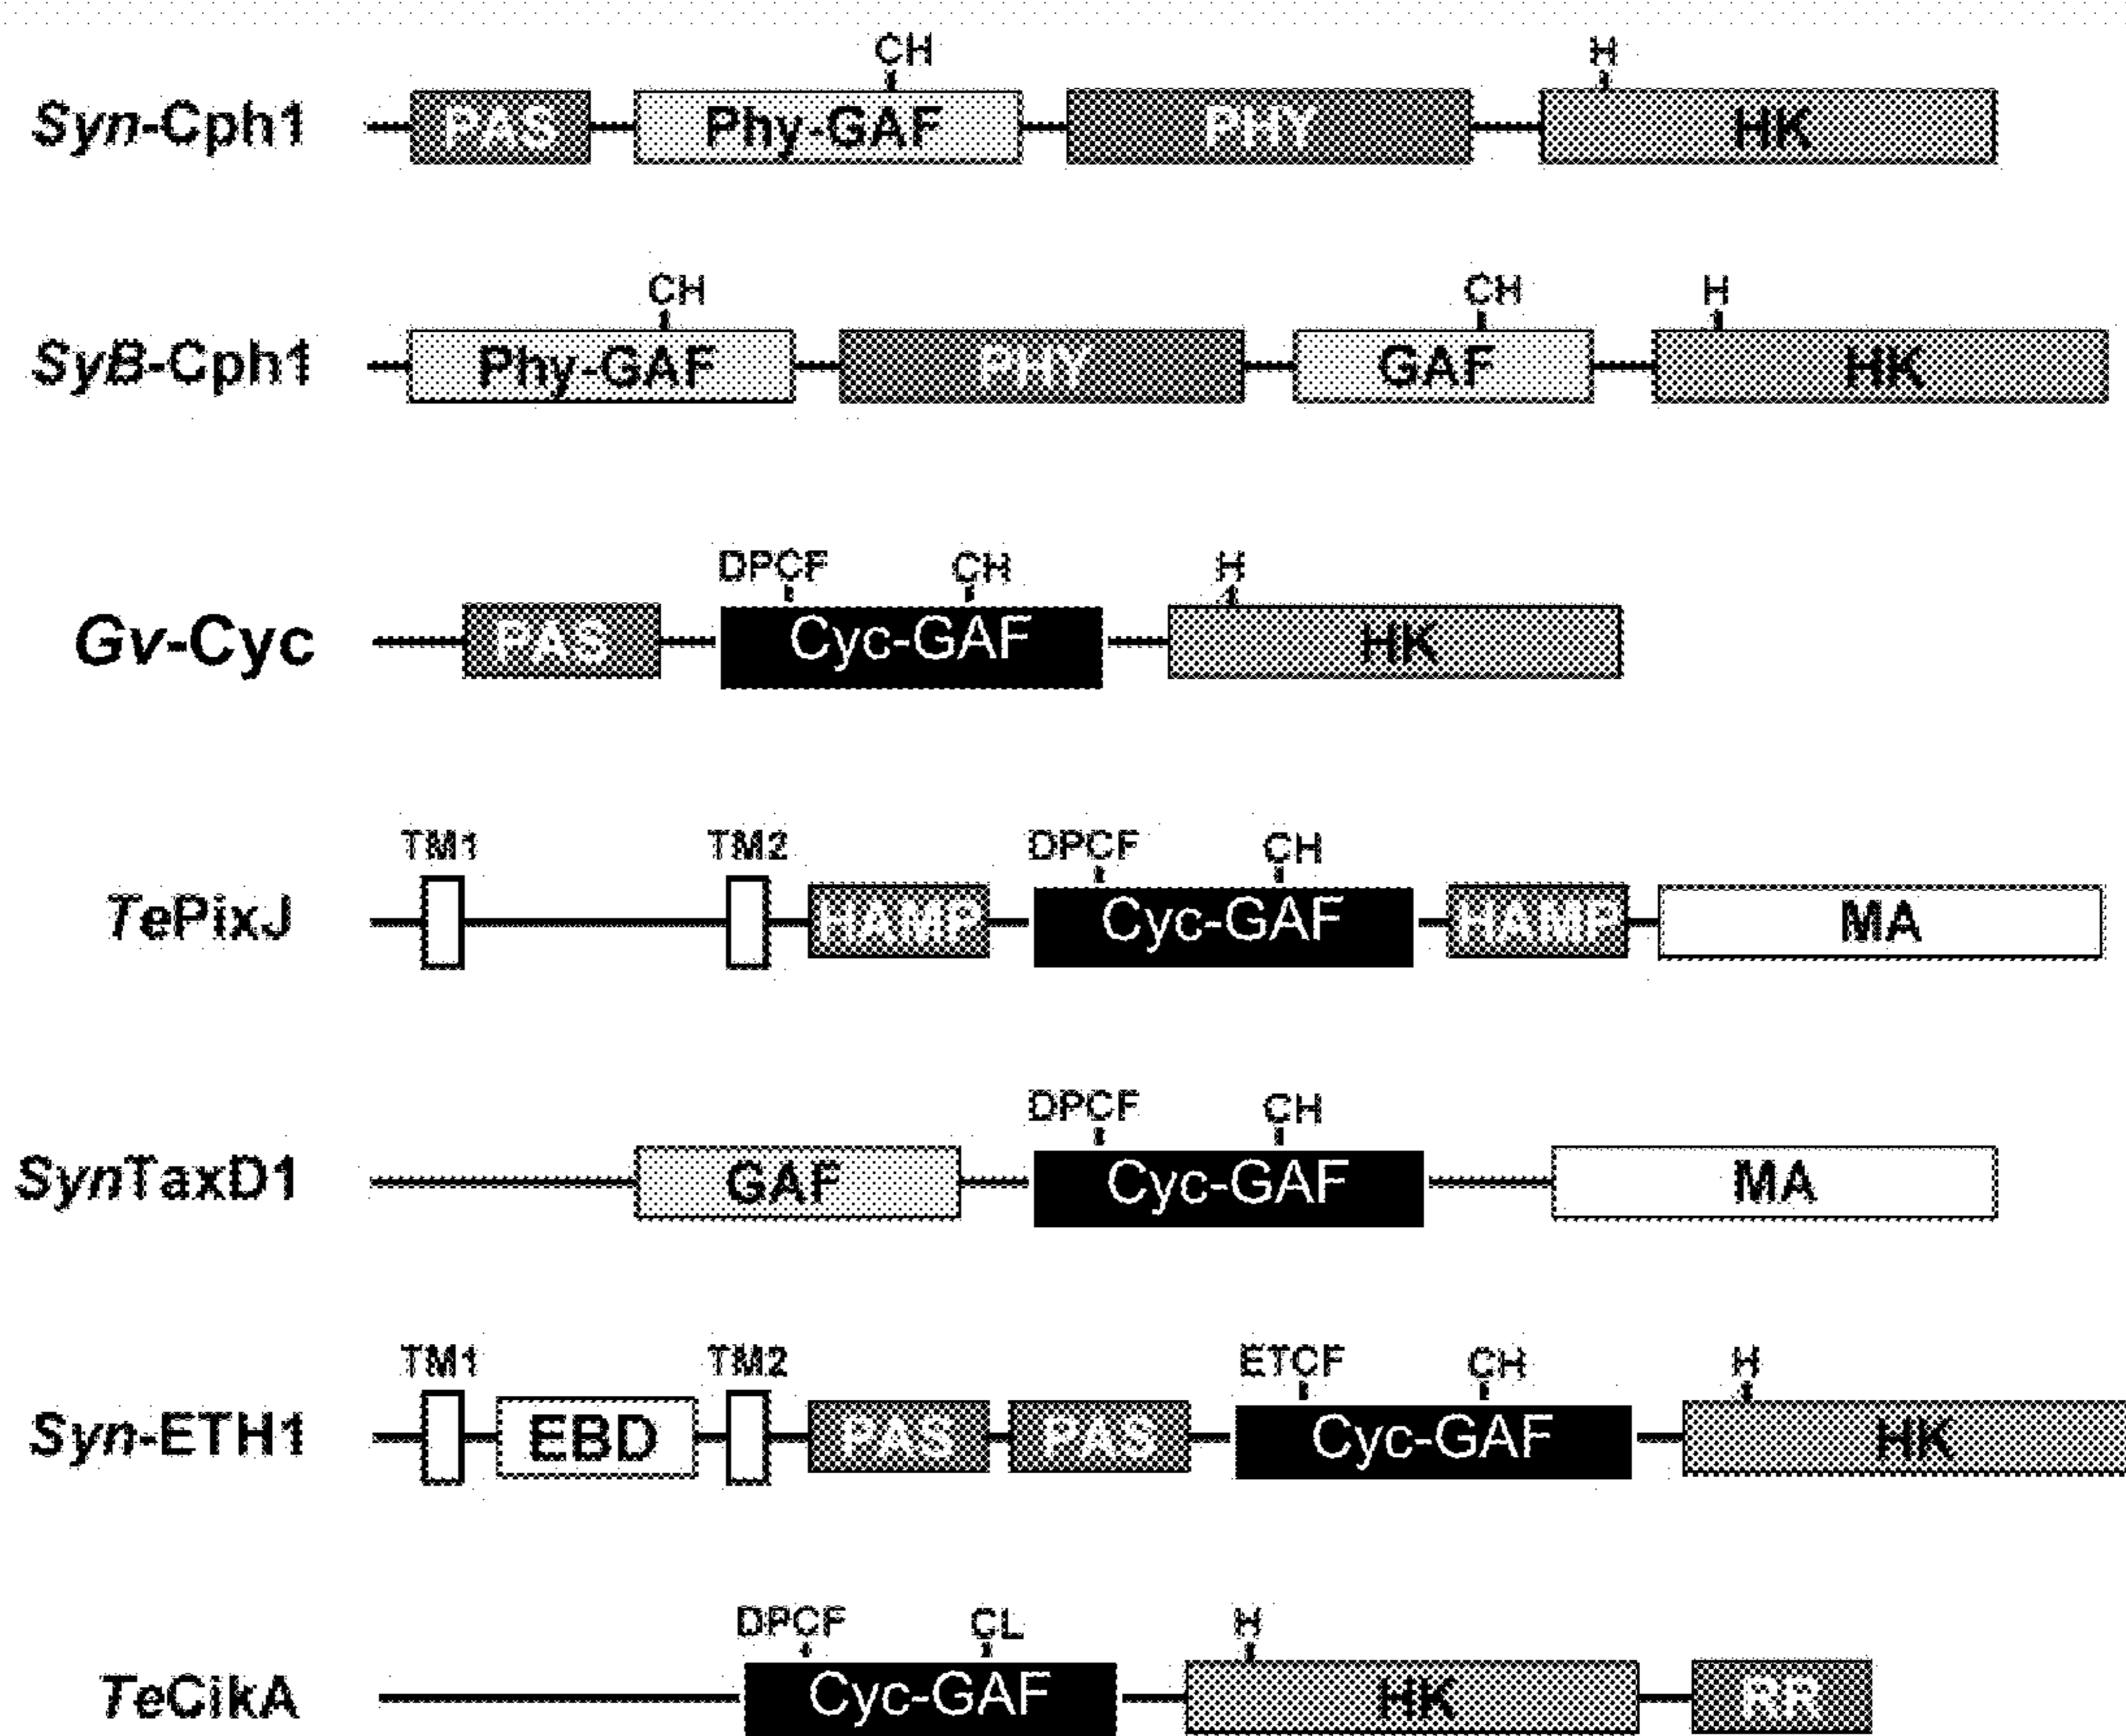 CH H
Syn-Cph1 PAS Phy-GAF PHY HK
CH CH H
SyB-Cph1 Phy-GAF PHY GAF HK
DPCF CH H
Gv-Cyc PAS Cyc-GAF HK
TM1 TM2 DPCF CH
TePixJ HAMP Cyc-GAF HAMP MA
DPCF CH
SynTaxD1 GAF Cyc-GAF MA
TM1 TM2 ETCF CH H
Syn-ETH1 EBD PAS PAS Cyc-GAF HK
DPCF CL H
TeCikA Cyc-GAF HK RR